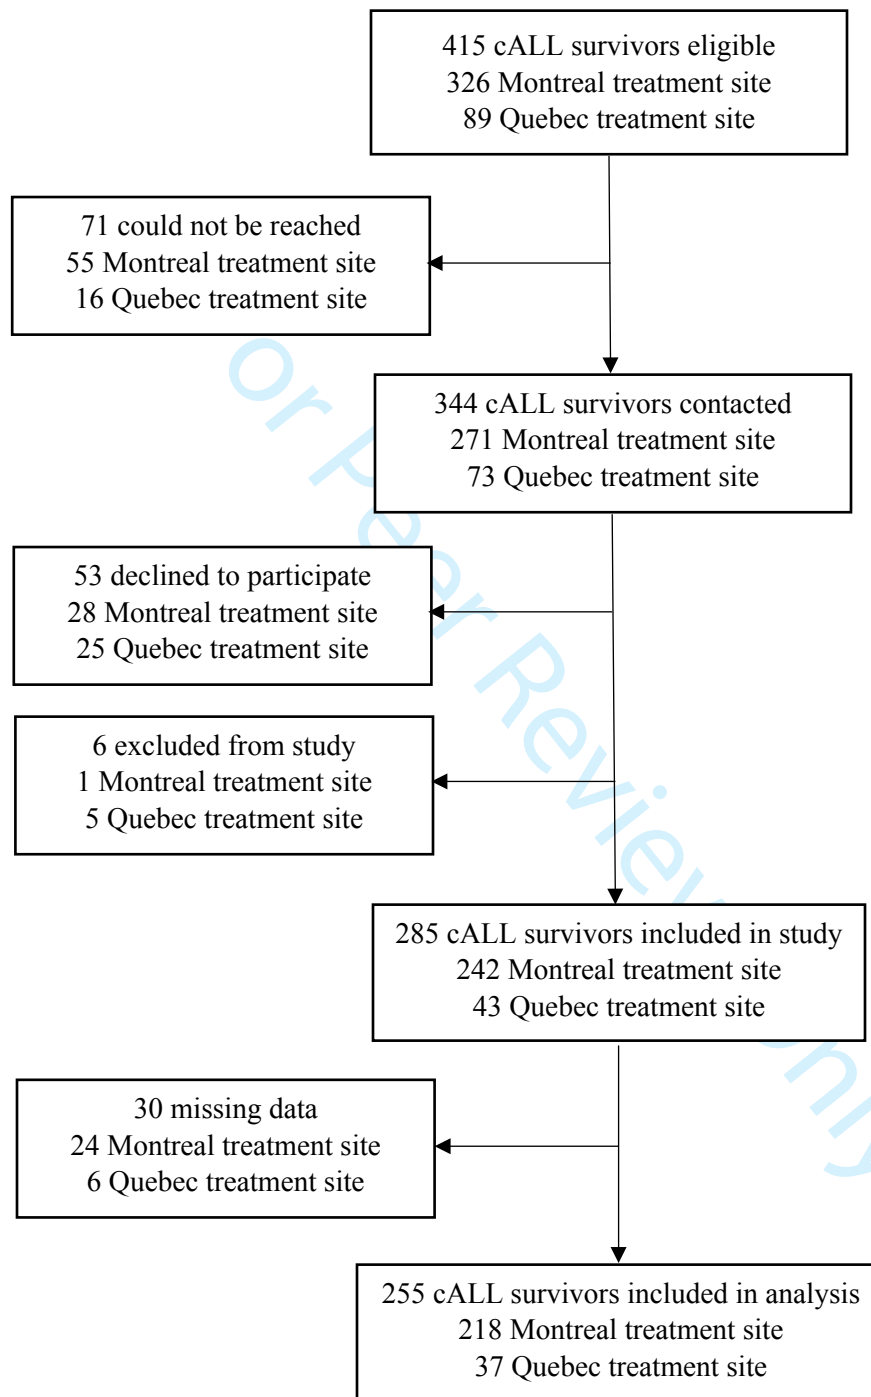 415 cALL survivors eligible
326 Montreal treatment site
89 Quebec treatment site
71 could not be reached
55 Montreal treatment site
16 Quebec treatment site
344 cALL survivors contacted
271 Montreal treatment site
73 Quebec treatment site
53 declined to participate
28 Montreal treatment site
25 Quebec treatment site
6 excluded from study
1 Montreal treatment site
5 Quebec treatment site
285 cALL survivors included in study
242 Montreal treatment site
43 Quebec treatment site
30 missing data
24 Montreal treatment site
6 Quebec treatment site
255 cALL survivors included in analysis
218 Montreal treatment site
37 Quebec treatment site
or Peer Review Only